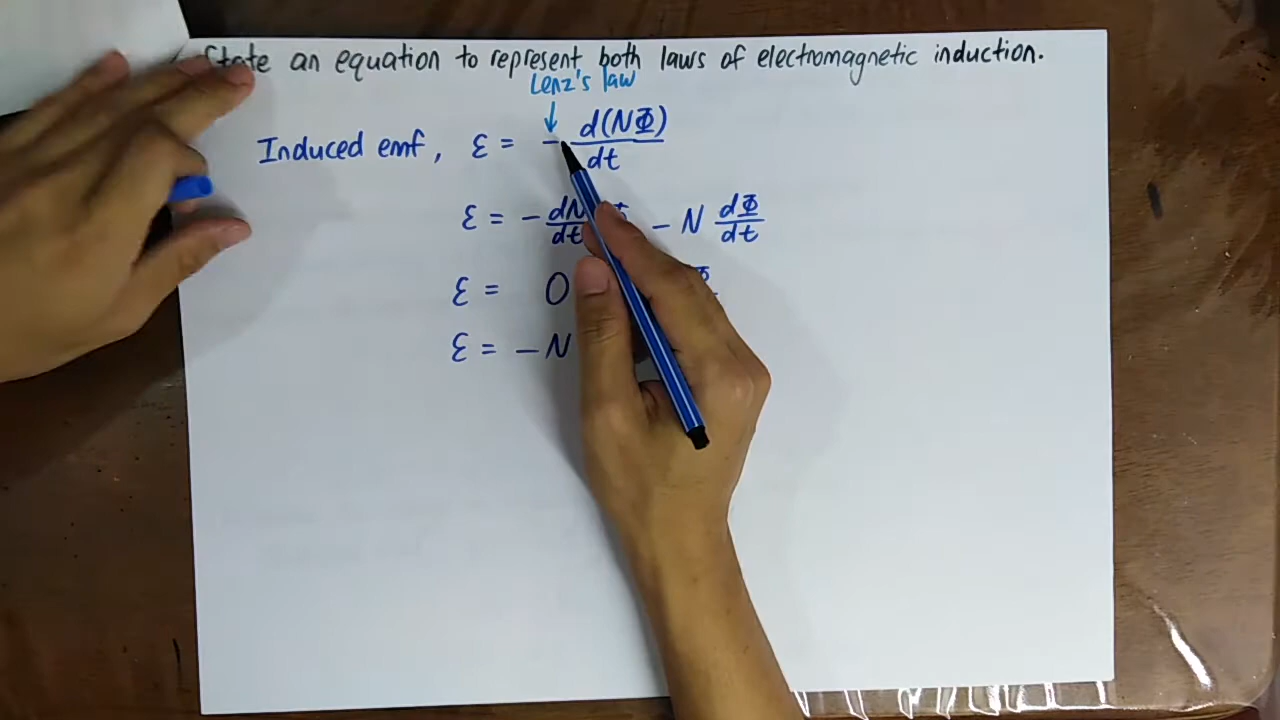 State an equation to represent both laws of electromagnetic induction.
Lenz's law
↓
Induced emf, Ɛ = - d(NΦ)/dt
Ɛ = - dN/dt - N dΦ/dt
Ɛ = 0
Ɛ = - N